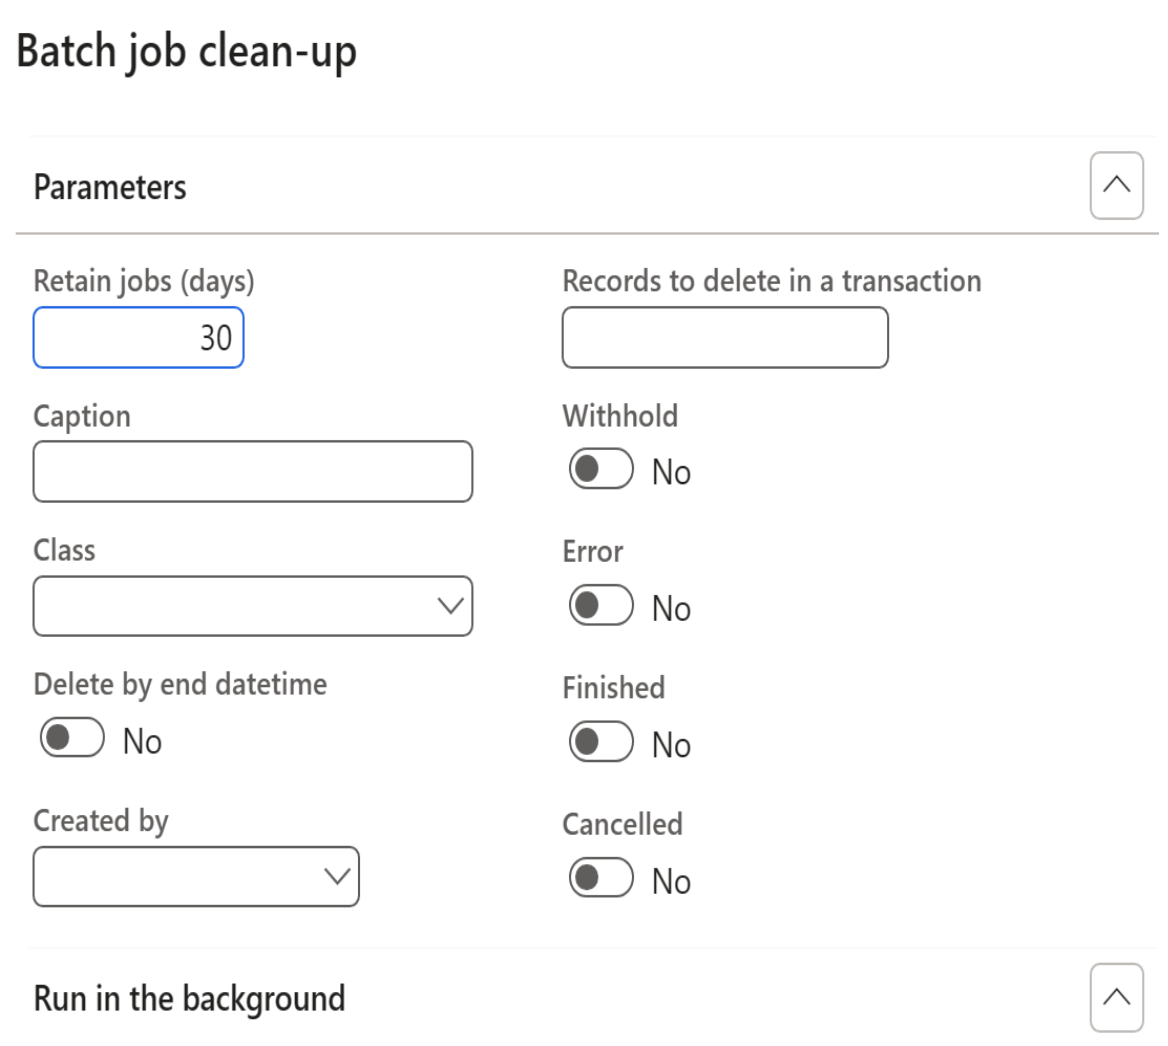 Batch job clean-up
Parameters
Retain jobs (days)
30
Records to delete in a transaction
Caption
Withhold
No
Class
Error
No
Delete by end datetime
No
Finished
No
Created by
Cancelled
No
Run in the background